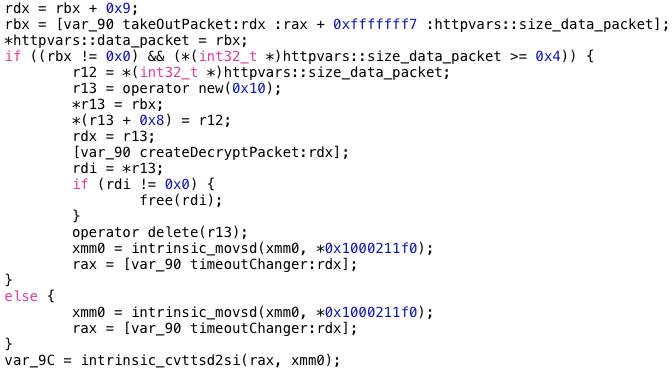 rdx = rbx + 0x9;
rbx = [var_90 takeOutPacket:rdx :rax + 0xfffffff7 :httpvars::size_data_packet];
*httpvars::data_packet = rbx;
if ((rbx != 0x0) && (*(int32_t *)httpvars::size_data_packet >= 0x4)) {
r12 = *(int32_t *)httpvars::size_data_packet;
r13 = operator new(0x10);
*r13 = rbx;
*(r13 + 0x8) = r12;
rdx = r13;
[var_90 createDecryptPacket:rdx];
rdi = *r13;
if (rdi != 0x0) {
free(rdi);
}
operator delete(r13);
xmm0 = intrinsic_movsd(xmm0, *0x1000211f0);
rax = [var_90 timeoutChanger:rdx];
}
else {
xmm0 = intrinsic_movsd(xmm0, *0x1000211f0);
rax = [var_90 timeoutChanger:rdx];
}
var_9C = intrinsic_cvttsd2si(rax, xmm0);